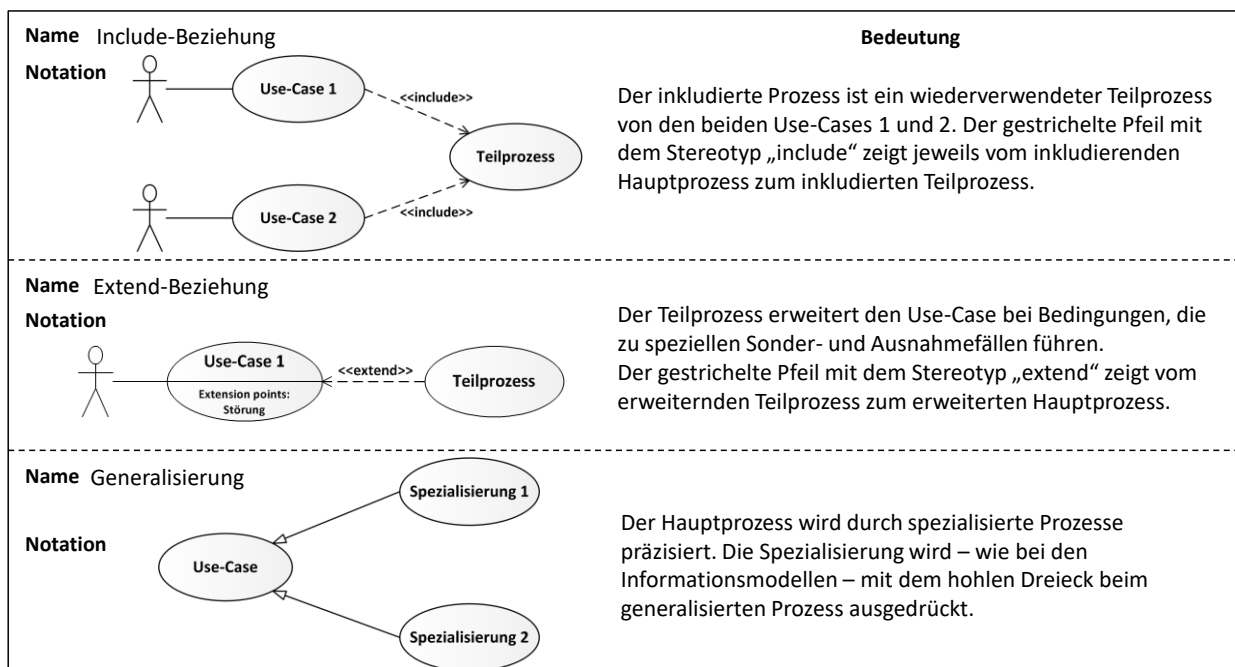 Name Include-Beziehung
Bedeutung
Notation
Use-Case 1
<<include>>
Teilprozess
Use-Case 2
<<include>>
Der inkludierte Prozess ist ein wiederverwendeter Teilprozess
von den beiden Use-Cases 1 und 2. Der gestrichelte Pfeil mit
dem Stereotyp „include“ zeigt jeweils vom inkludierenden
Hauptprozess zum inkludierten Teilprozess.
Name Extend-Beziehung
Notation
Use-Case 1
Extension points:
Störung
<<extend>>
Teilprozess
Der Teilprozess erweitert den Use-Case bei Bedingungen, die
zu speziellen Sonder- und Ausnahmefällen führen.
Der gestrichelte Pfeil mit dem Stereotyp „extend“ zeigt vom
erweiternden Teilprozess zum erweiterten Hauptprozess.
Name Generalisierung
Notation
Spezialisierung 1
Use-Case
Spezialisierung 2
Der Hauptprozess wird durch spezialisierte Prozesse
präzisiert. Die Spezialisierung wird – wie bei den
Informationsmodellen – mit dem hohlen Dreieck beim
generalisierten Prozess ausgedrückt.